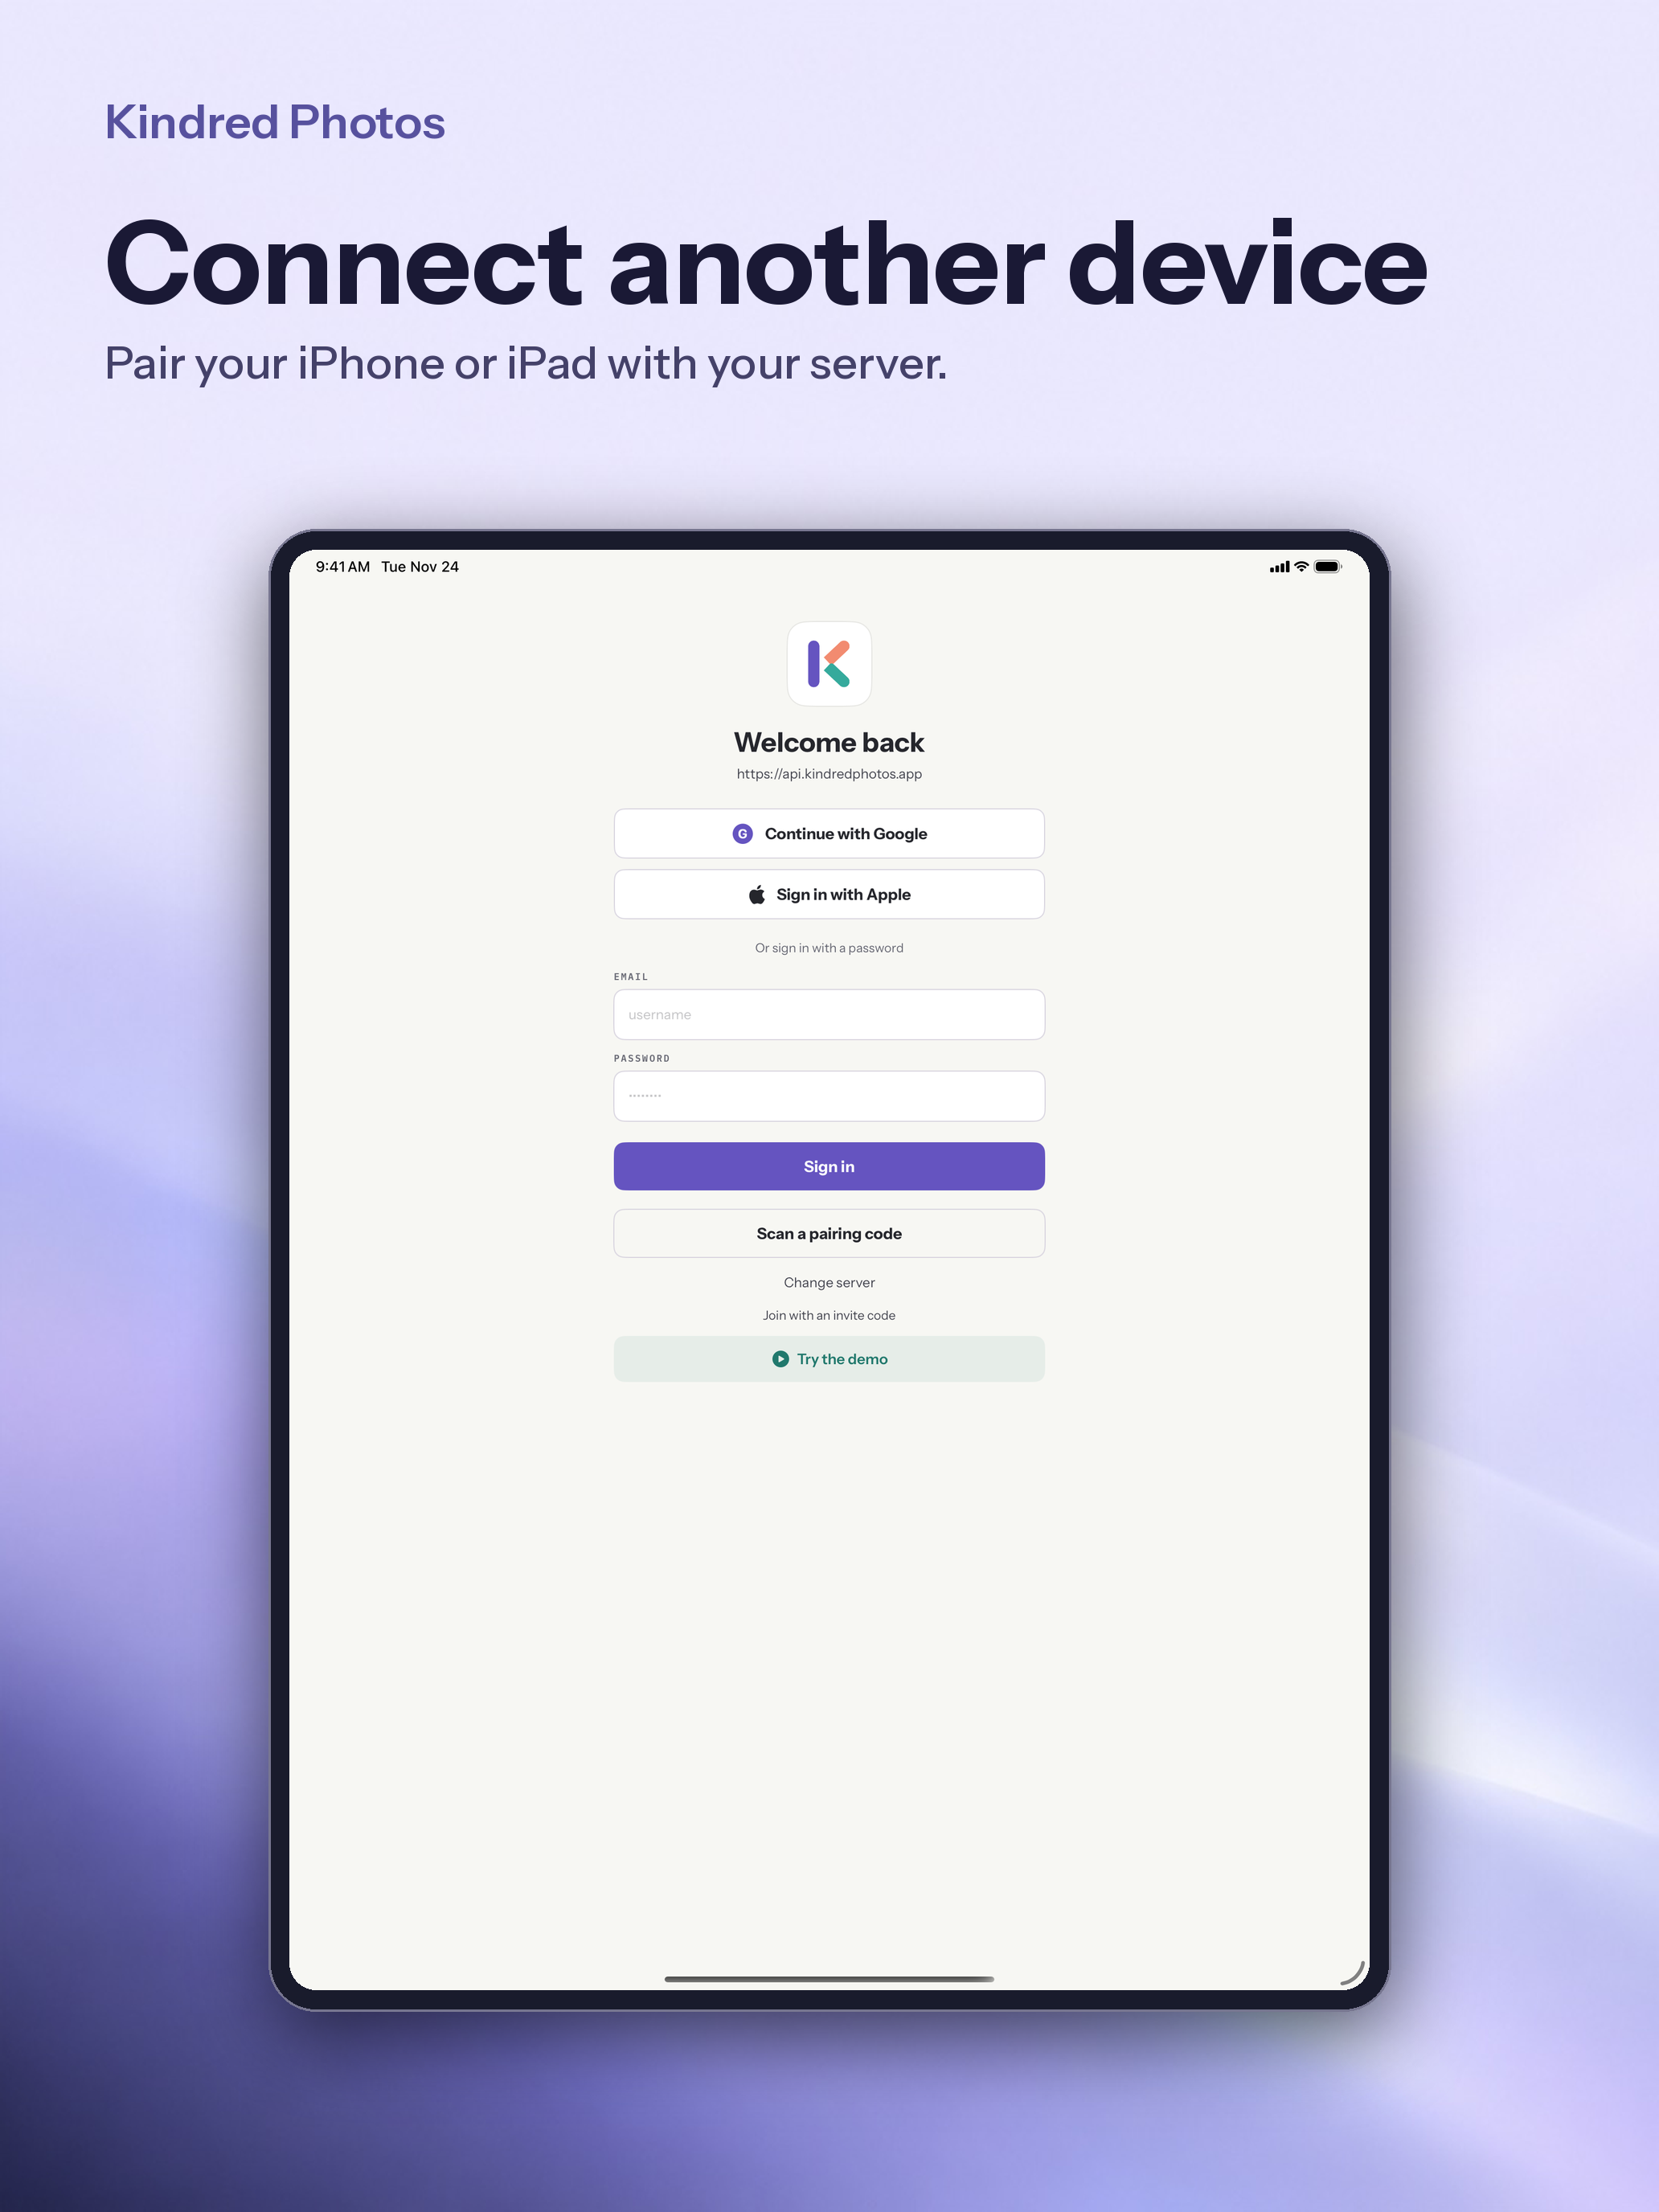 Kindred Photos
Connect another device
Pair your iPhone or iPad with your server.
9:41 AM Tue Nov 24
Welcome back
https://api.kindredphotos.app
G Continue with Google
Sign in with Apple
Or sign in with a password
EMAIL
username
PASSWORD
Sign in
Scan a pairing code
Change server
Join with an invite code
Try the demo